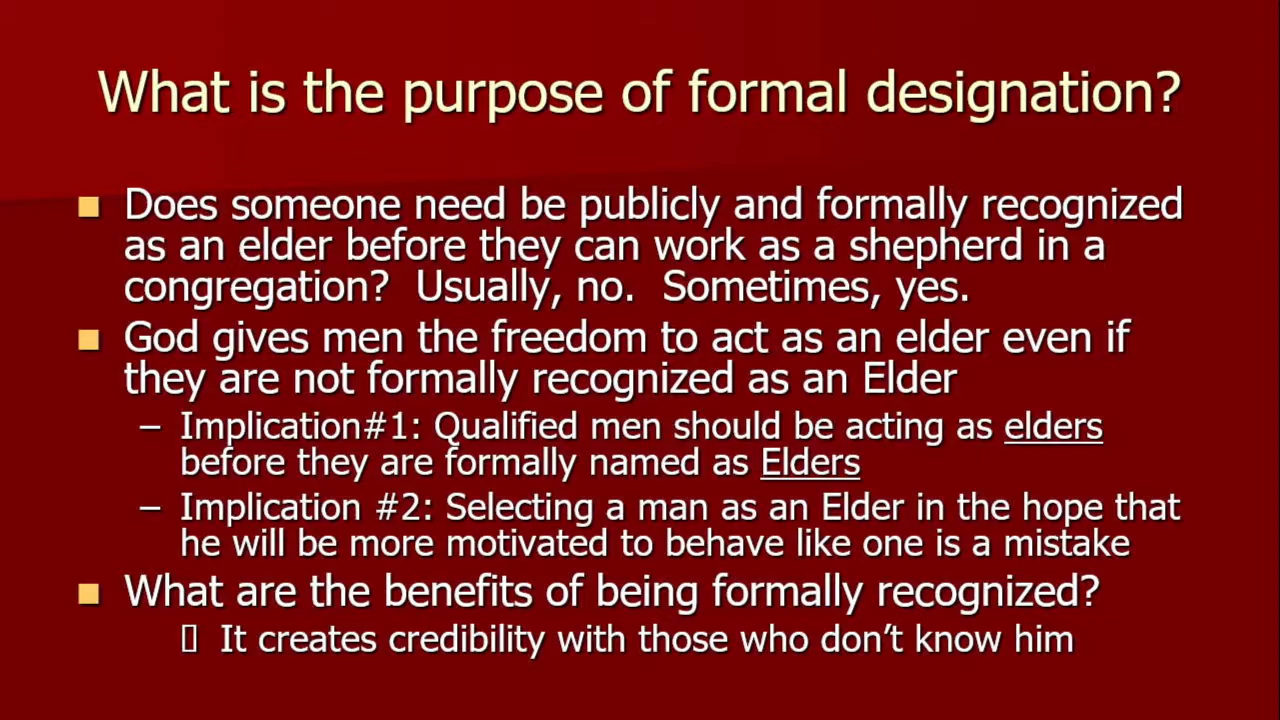 What is the purpose of formal designation?
Does someone need be publicly and formally recognized
as an elder before they can work as a shepherd in a
congregation?  Usually, no.  Sometimes, yes.
God gives men the freedom to act as an elder even if
they are not formally recognized as an Elder
– Implication#1: Qualified men should be acting as elders
before they are formally named as Elders
– Implication #2: Selecting a man as an Elder in the hope that
he will be more motivated to behave like one is a mistake
What are the benefits of being formally recognized?
It creates credibility with those who don’t know him